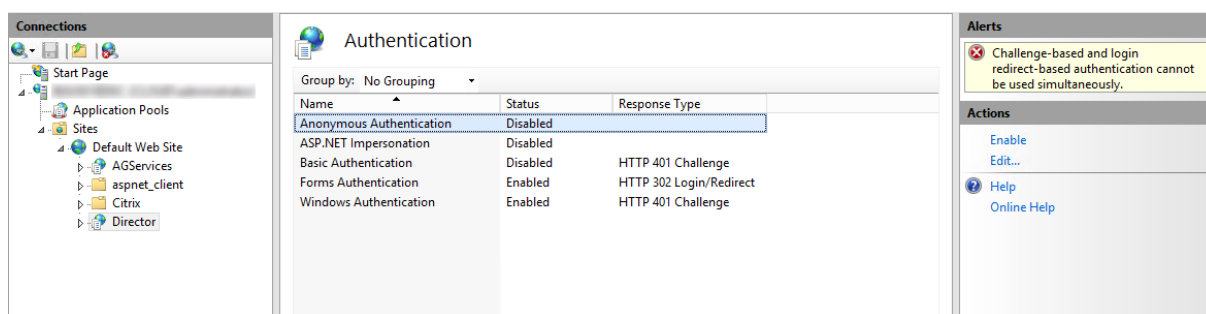 Connections
Start Page
Application Pools
Sites
Default Web Site
AGServices
aspnet_client
Citrix
Director
Authentication
Group by: No Grouping
Name Status Response Type
Anonymous Authentication Disabled
ASP.NET Impersonation Disabled
Basic Authentication Disabled HTTP 401 Challenge
Forms Authentication Enabled HTTP 302 Login/Redirect
Windows Authentication Enabled HTTP 401 Challenge
Alerts
Challenge-based and login
redirect-based authentication cannot
be used simultaneously.
Actions
Enable
Edit...
Help
Online Help